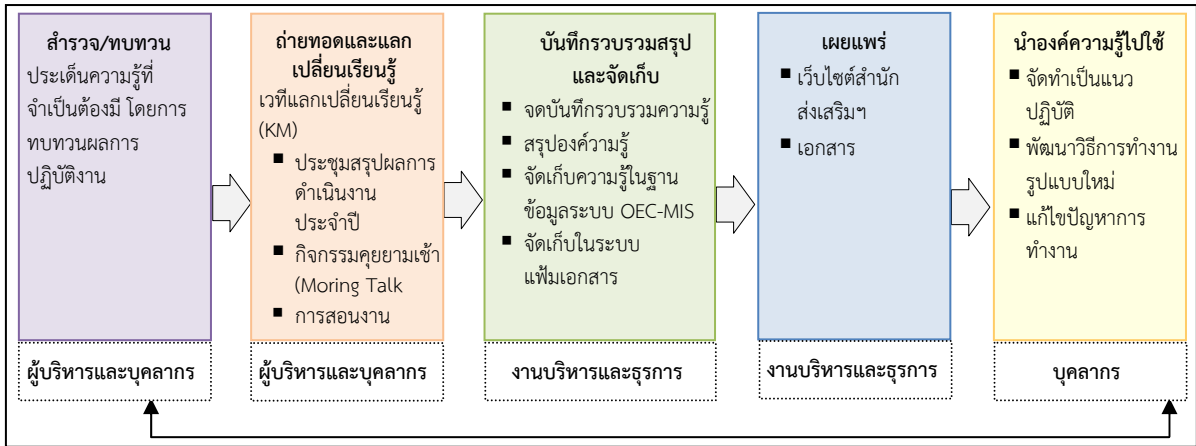 สำรวจ/ทบทวน
ประเด็นความรู้ที่
จำเป็นต้องมี โดยการ
ทบทวนผลการ
ปฏิบัติงาน
ผู้บริหารและบุคลากร
ถ่ายทอดและแลก
เปลี่ยนเรียนรู้
เวทีแลกเปลี่ยนเรียนรู้
(KM)
▪ ประชุมสรุปผลการ
ดำเนินงาน
ประจำปี
▪ กิจกรรมคุยยามเช้า
(Moring Talk
▪ การสอนงาน
ผู้บริหารและบุคลากร
บันทึกรวบรวมสรุป
และจัดเก็บ
▪ จดบันทึกรวบรวมความรู้
▪ สรุปองค์ความรู้
▪ จัดเก็บความรู้ในฐาน
ข้อมูลระบบ OEC-MIS
▪ จัดเก็บในระบบ
แฟ้มเอกสาร
งานบริหารและธุรการ
เผยแพร่
▪ เว็บไซต์สำนัก
ส่งเสริมฯ
▪ เอกสาร
งานบริหารและธุรการ
นำองค์ความรู้ไปใช้
▪ จัดทำเป็นแนว
ปฏิบัติ
▪ พัฒนาวิธีการทำงาน
รูปแบบใหม่
▪ แก้ไขปัญหาการ
ทำงาน
บุคลากร